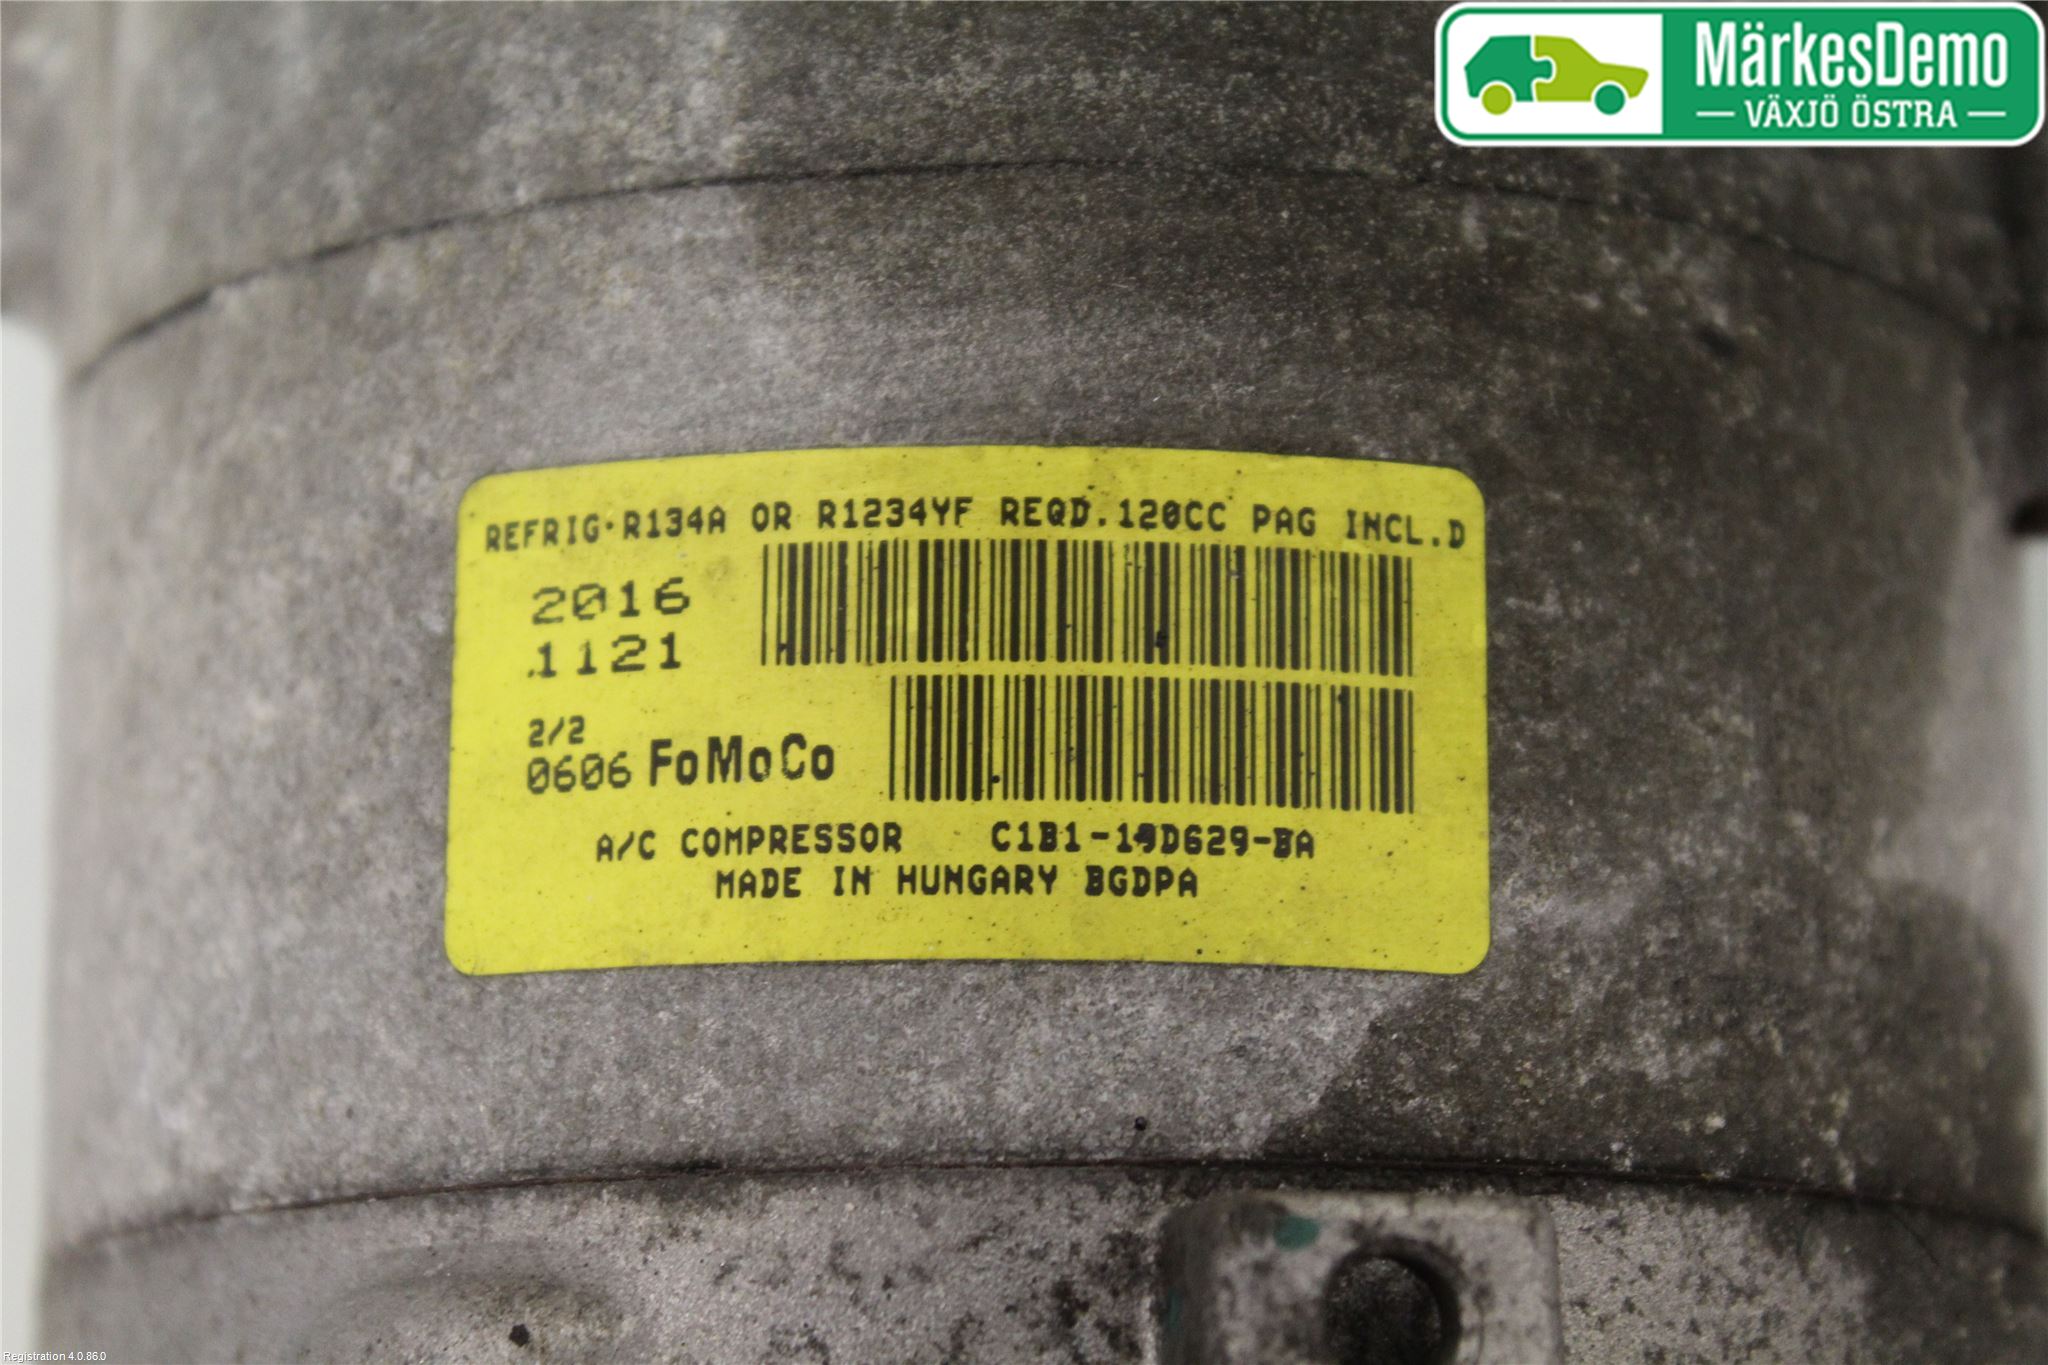 MärkesDemo
VÄXJÖ ÖSTRA
REFRIG·R134A OR R1234YF REQD.120CC PAG INCL.D
2016
.1121
2/2
0606 FoMoCo
A/C COMPRESSOR C1B1-19D629-BA
MADE IN HUNGARY BGDPA
Registration 4.0.86.0